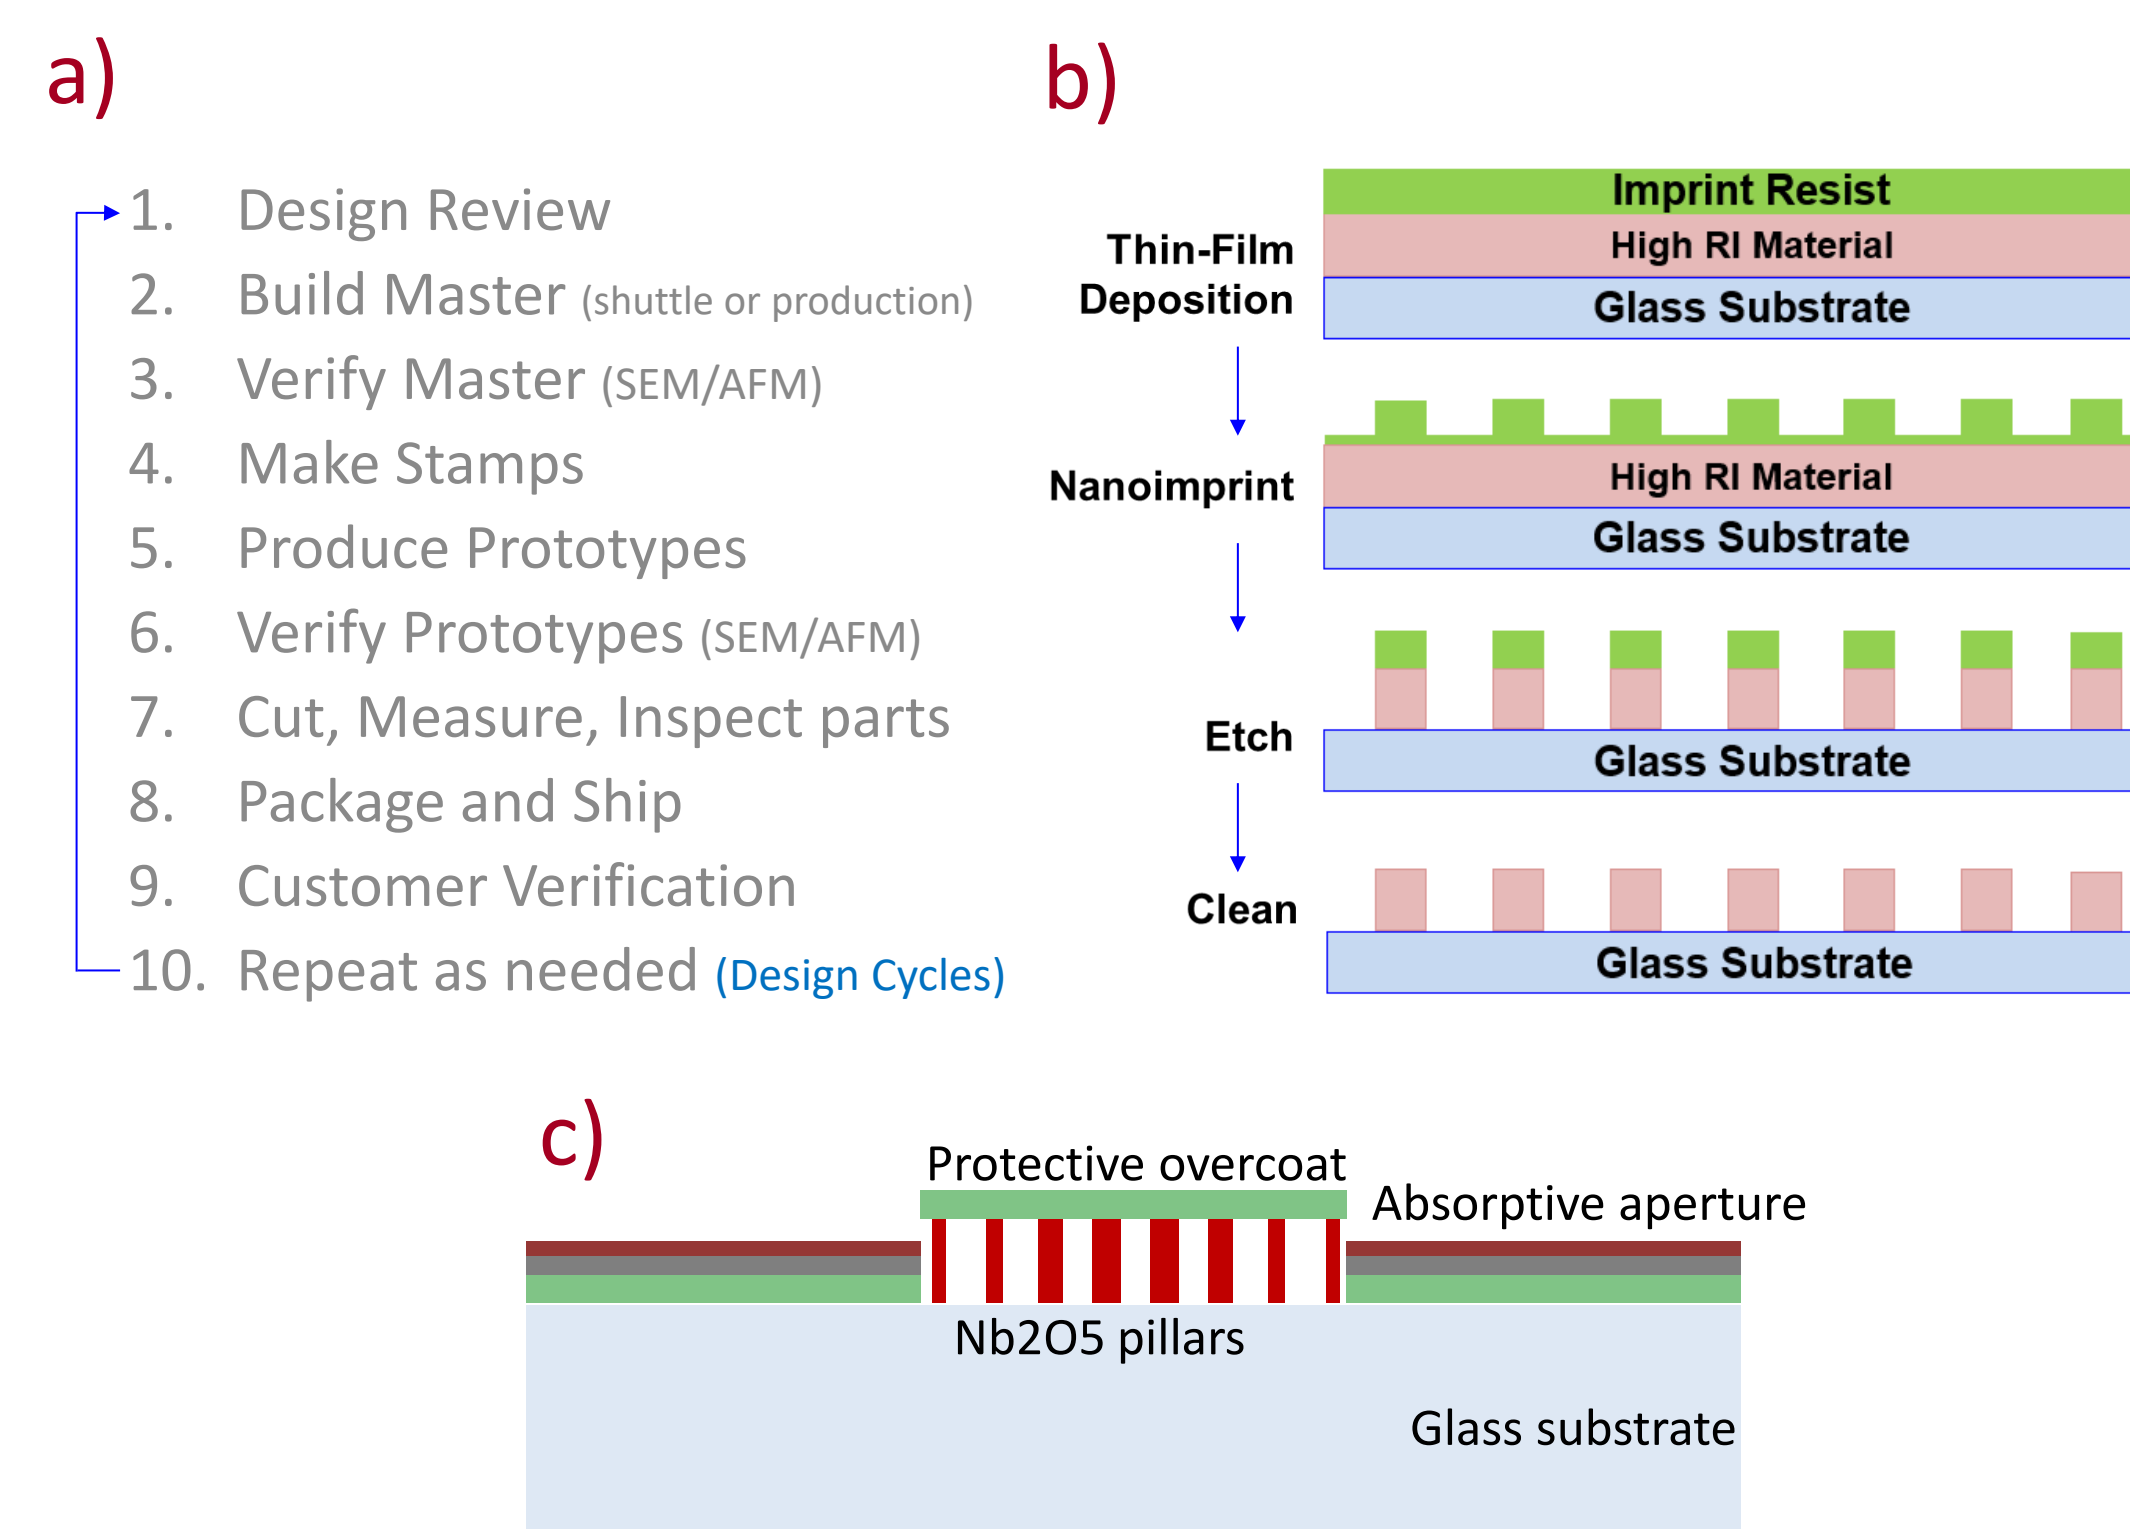 a)
1. Design Review
2. Build Master (shuttle or production)
3. Verify Master (SEM/AFM)
4. Make Stamps
5. Produce Prototypes
6. Verify Prototypes (SEM/AFM)
7. Cut, Measure, Inspect parts
8. Package and Ship
9. Customer Verification
10. Repeat as needed (Design Cycles)
b)
Thin-Film
Deposition
Imprint Resist
High RI Material
Glass Substrate
Nanoimprint
High RI Material
Glass Substrate
Etch
Glass Substrate
Clean
Glass Substrate
c)
Protective overcoat
Absorptive aperture
Nb2O5 pillars
Glass substrate